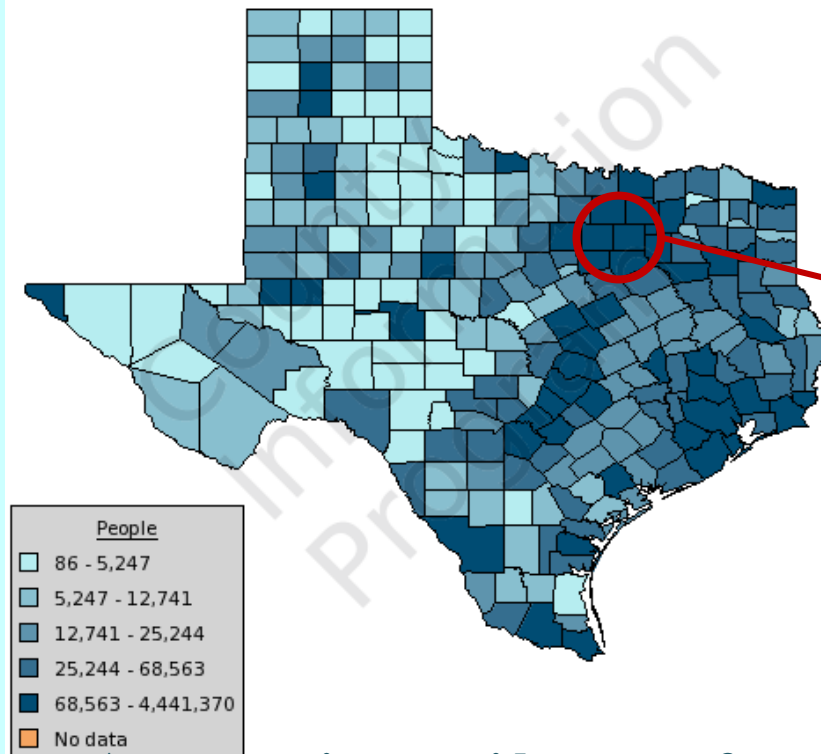 County
Information
Program
People
86 - 5,247
5,247 - 12,741
12,741 - 25,244
25,244 - 68,563
68,563 - 4,441,370
No data